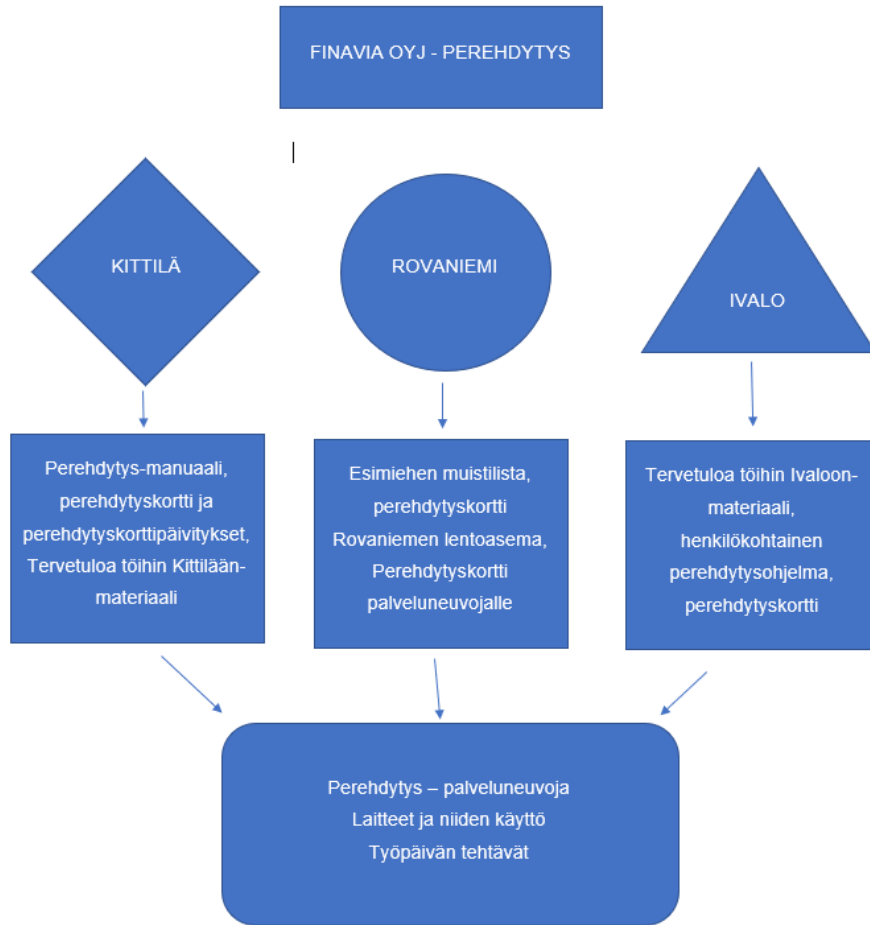 FINAVIA OYJ - PEREHDYTYS
KITTILÄ
ROVANIEMI
IVALO
Perehdytys-manuaali,
perehdytyskortti ja
perehdytyskorttipäivitykset,
Tervetuloa töihin Kittilään-
materiaali
Esimiehen muistilista,
perehdytyskortti
Rovaniemen lentoasema,
Perehdytyskortti
palveluneuvojalle
Tervetuloa töihin Ivaloon-
materiaali,
henkilökohtainen
perehdytysohjelma,
perehdytyskortti
Perehdytys – palveluneuvoja
Laitteet ja niiden käyttö
Työpäivän tehtävät